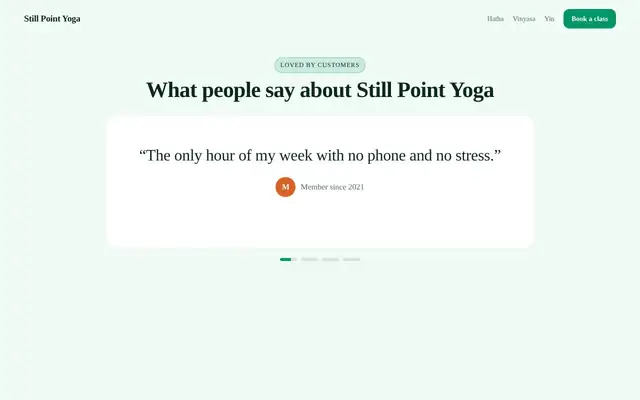 Still Point Yoga
Hatha Vinyasa Yin Book a class
LOVED BY CUSTOMERS
What people say about Still Point Yoga
“The only hour of my week with no phone and no stress.”
M Member since 2021